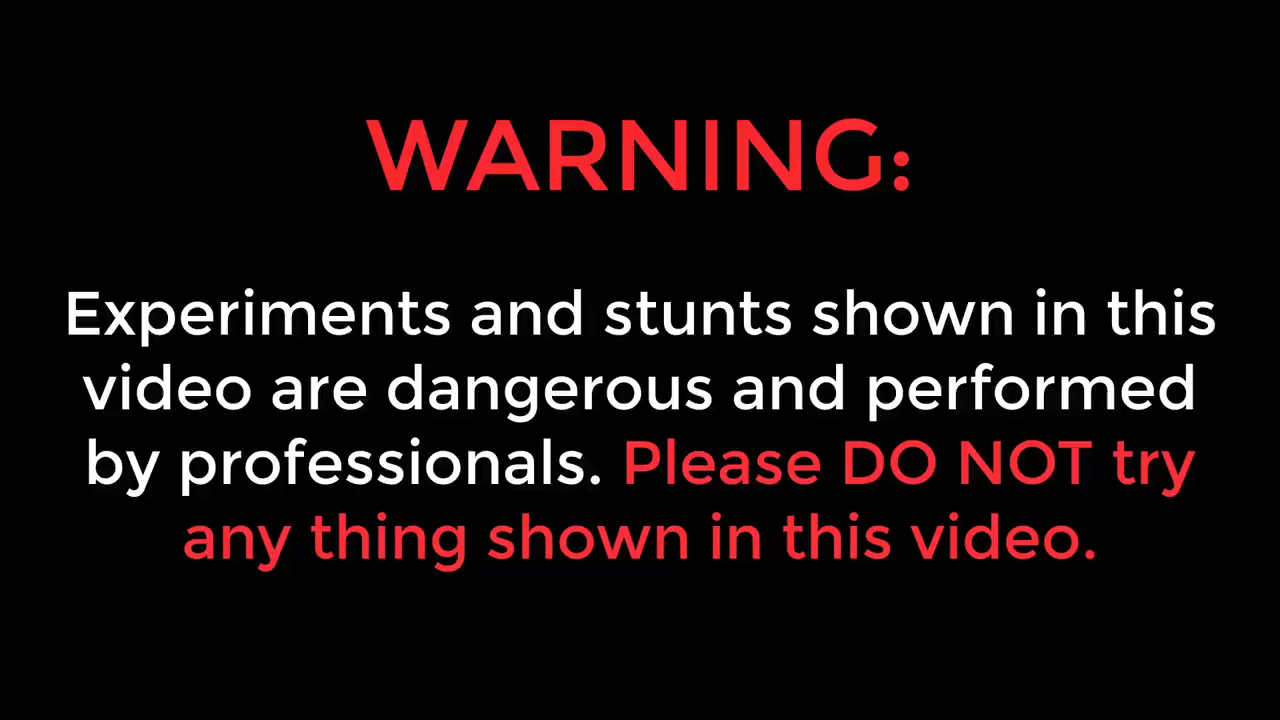 WARNING:
Experiments and stunts shown in this
video are dangerous and performed
by professionals. Please DO NOT try
any thing shown in this video.